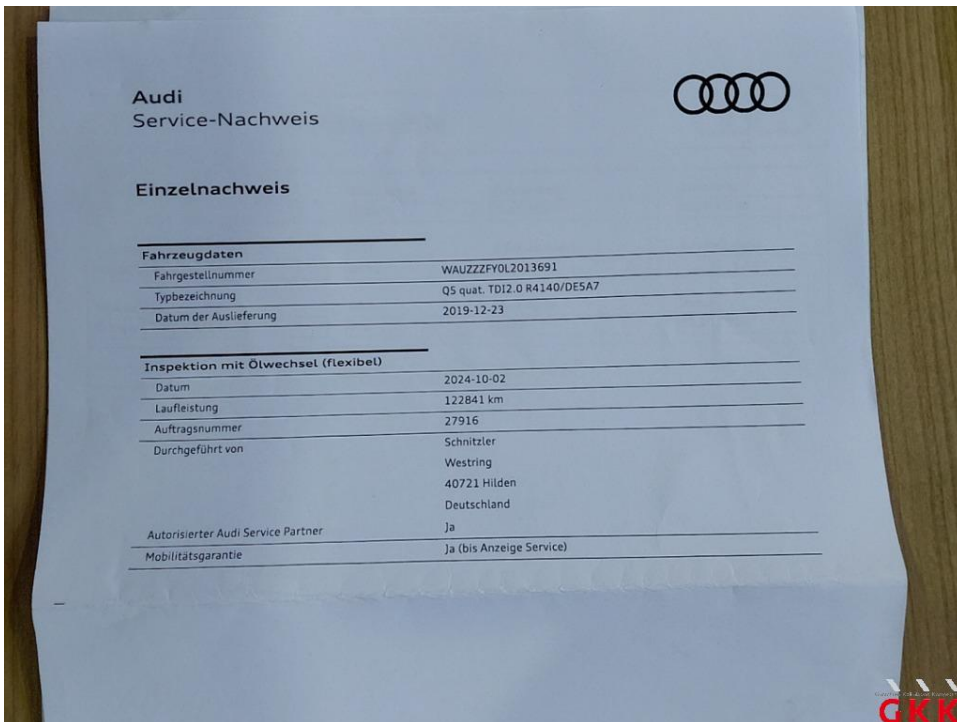 Audi
Service-Nachweis
Einzelnachweis
Fahrzeugdaten
Fahrgestellnummer WAUZZZFY0L2013691
Typbezeichnung Q5 quat. TDI2.0 R4140/DE5A7
Datum der Auslieferung 2019-12-23
Inspektion mit Ölwechsel (flexibel)
Datum 2024-10-02
Laufleistung 122841 km
Auftragsnummer 27916
Durchgeführt von Schnitzler
Westring
40721 Hilden
Deutschland
Autorisierter Audi Service Partner Ja
Mobilitätsgarantie Ja (bis Anzeige Service)
GKK